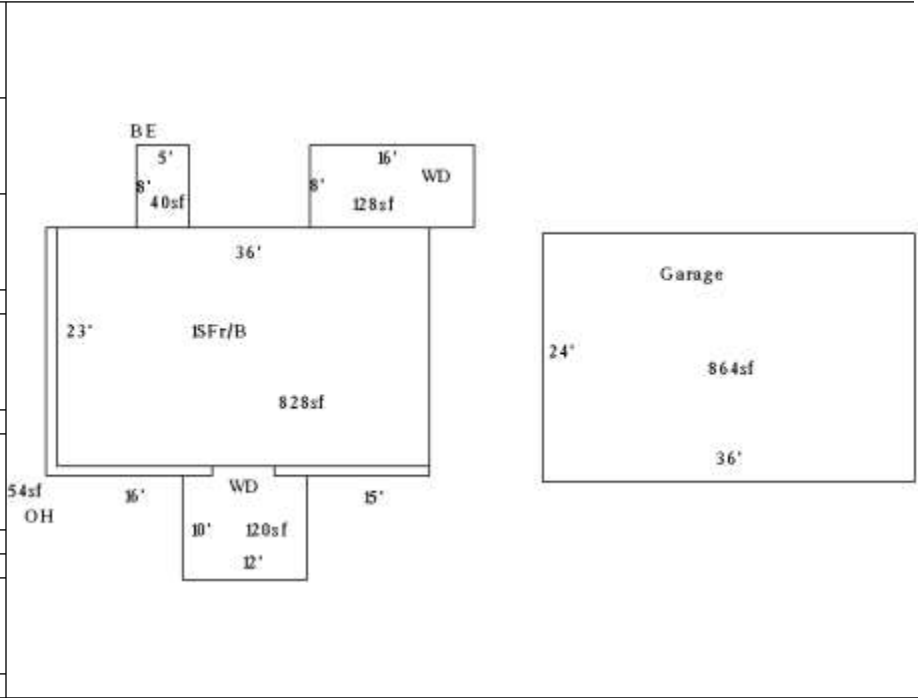 BE
5'
8'
40sf
16'
WD
8'
128sf
36'
23'
1SFr/B
828sf
Garage
24'
864sf
36'
54sf
OH
16'
WD
15'
10'
120sf
12'